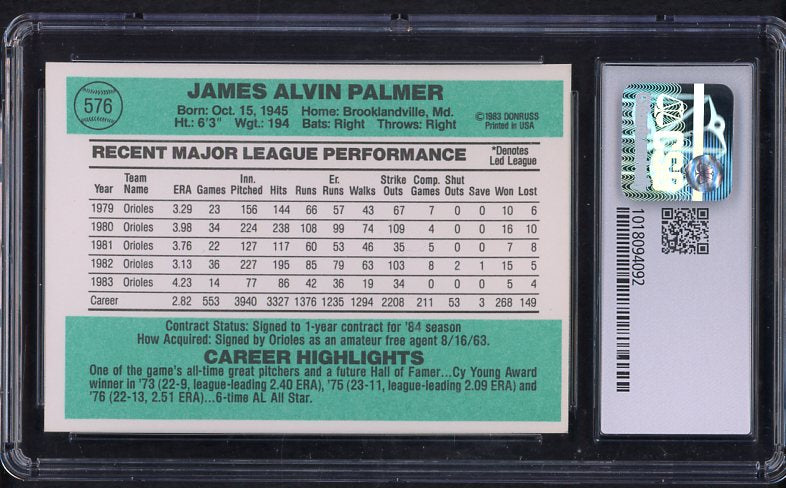 576
JAMES ALVIN PALMER
Born: Oct. 15, 1945 Home: Brooklandville, Md.
Ht.: 6'3" Wgt.: 194 Bats: Right Throws: Right
©1983 DONRUSS
Printed in USA
RECENT MAJOR LEAGUE PERFORMANCE
*Denotes
Led League
Year Team Name ERA Games Inn. Pitched Hits Runs Er. Runs Walks Strike Outs Comp. Games Shut Outs Save Won Lost
1979 Orioles 3.29 23 156 144 66 57 43 67 7 0 0 10 6
1980 Orioles 3.98 34 224 238 108 99 74 109 4 0 0 16 10
1981 Orioles 3.76 22 127 117 60 53 46 35 5 0 0 7 8
1982 Orioles 3.13 36 227 195 85 79 63 103 8 2 1 15 5
1983 Orioles 4.23 14 77 86 42 36 19 34 0 0 0 5 4
Career 2.82 553 3940 3327 1376 1235 1294 2208 211 53 3 268 149
Contract Status: Signed to 1-year contract for '84 season
How Acquired: Signed by Orioles as an amateur free agent 8/16/63.
CAREER HIGHLIGHTS
One of the game's all-time great pitchers and a future Hall of Famer...Cy Young Award
winner in '73 (22-9, league-leading 2.40 ERA), '75 (23-11, league-leading 2.09 ERA) and
'76 (22-13, 2.51 ERA)...6-time AL All Star.
1018094092